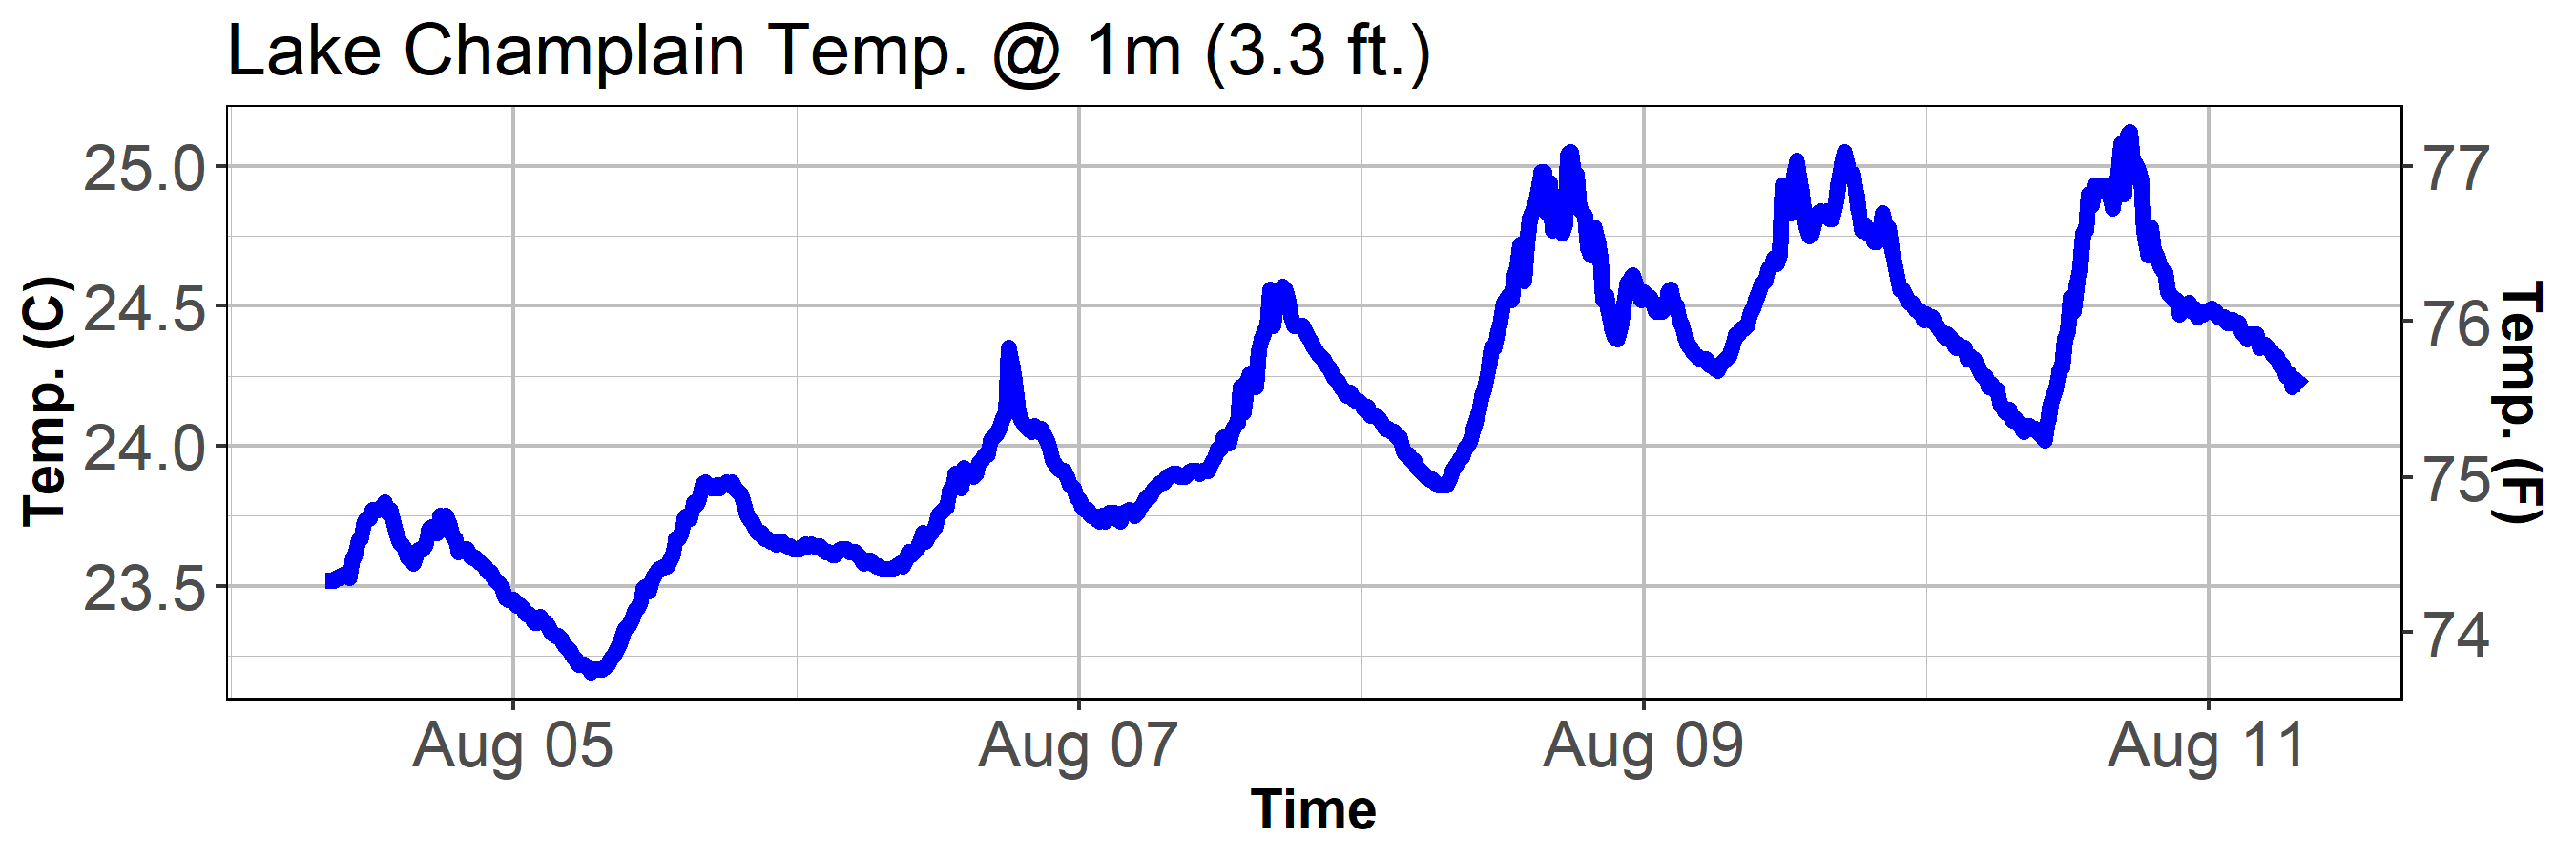 Lake Champlain Temp. @ 1m (3.3 ft.)
25.0
24.5
24.0
23.5
Temp. (C)
77
76
75
74
Temp. (F)
Aug 05 Aug 07 Aug 09 Aug 11
Time